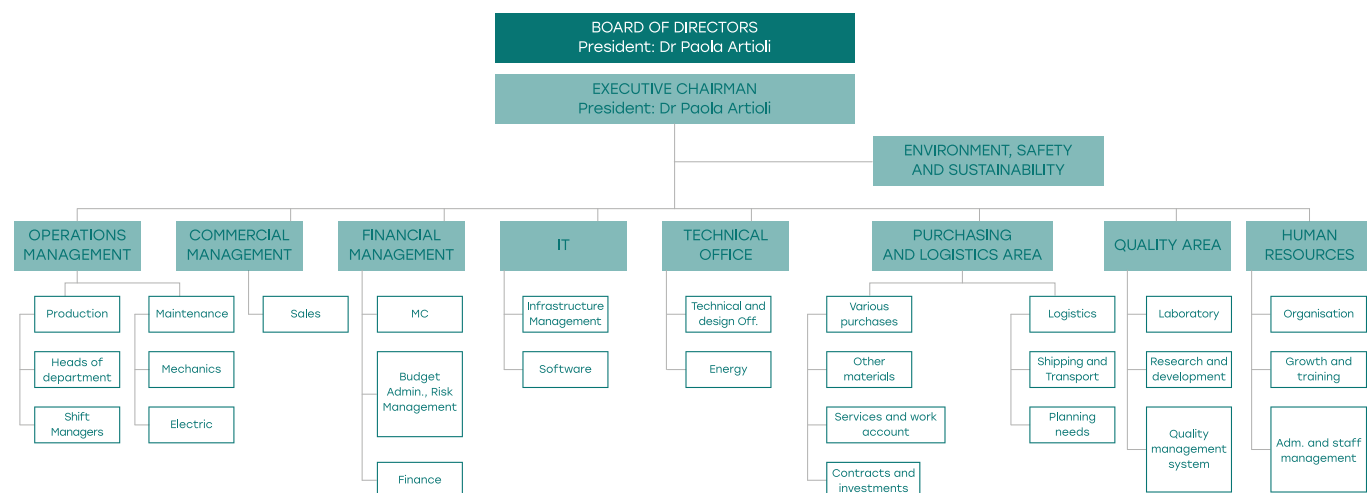 BOARD OF DIRECTORS
President: Dr Paola Artioli
EXECUTIVE CHAIRMAN
President: Dr Paola Artioli
ENVIRONMENT, SAFETY
AND SUSTAINABILITY
OPERATIONS
MANAGEMENT
COMMERCIAL
MANAGEMENT
FINANCIAL
MANAGEMENT
IT
TECHNICAL
OFFICE
PURCHASING
AND LOGISTICS AREA
QUALITY AREA
HUMAN
RESOURCES
Production
Heads of
department
Shift
Managers
Maintenance
Mechanics
Electric
Sales
MC
Budget
Admin., Risk
Management
Finance
Infrastructure
Management
Software
Technical and
design Off.
Energy
Various
purchases
Other
materials
Services and work
account
Contracts and
investments
Logistics
Shipping and
Transport
Planning
needs
Laboratory
Research and
development
Quality
management
system
Organisation
Growth and
training
Adm. and staff
management